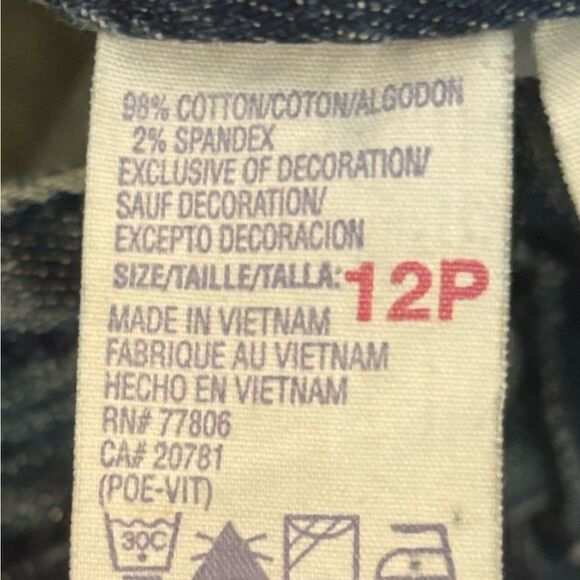 98% COTTON/COTON/ALGODON
2% SPANDEX
EXCLUSIVE OF DECORATION/
SAUF DECORATION/
EXCEPTO DECORACION
SIZE/TAILLE/TALLA: 12P
MADE IN VIETNAM
FABRIQUE AU VIETNAM
HECHO EN VIETNAM
RN# 77806
CA# 20781
(POE-VIT)
30C